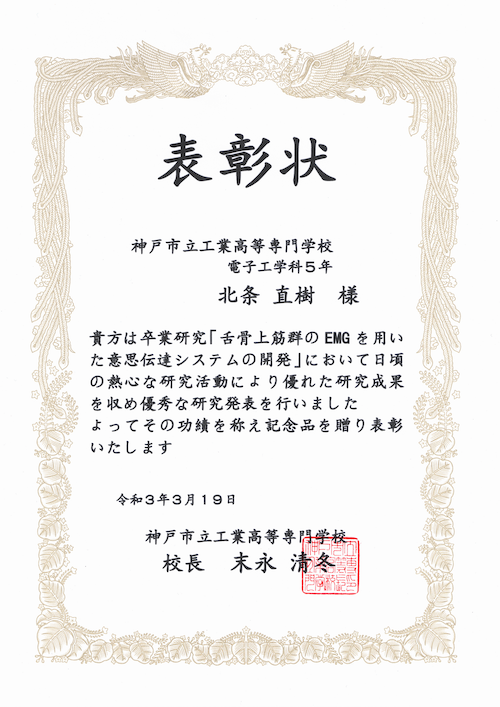 表彰状
神戸市立工業高等専門学校
電子工学科5年
北条 直樹 様
貴方は卒業研究「舌骨上筋群の EMG を用い
た意思伝達システムの開発」において日頃
の熱心な研究活動により優れた研究成果
を収め優秀な研究発表を行いました
よってその功績を称え記念品を贈り表彰
いたします
令和3年3月19日
神戸市立工業高等専門学校
校長 末永 清冬